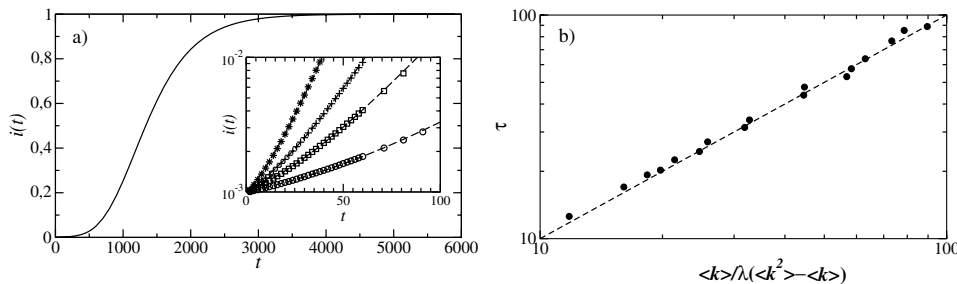 a)
1
0,8
0,6
0,4
0,2
0
i(t)
0 1000 2000 3000 4000 5000 6000
t
10⁻²
10⁻³
i(t)
0 50 100
t
b)
100
10
τ
10 100
<k>/λ(<k²>−<k>)